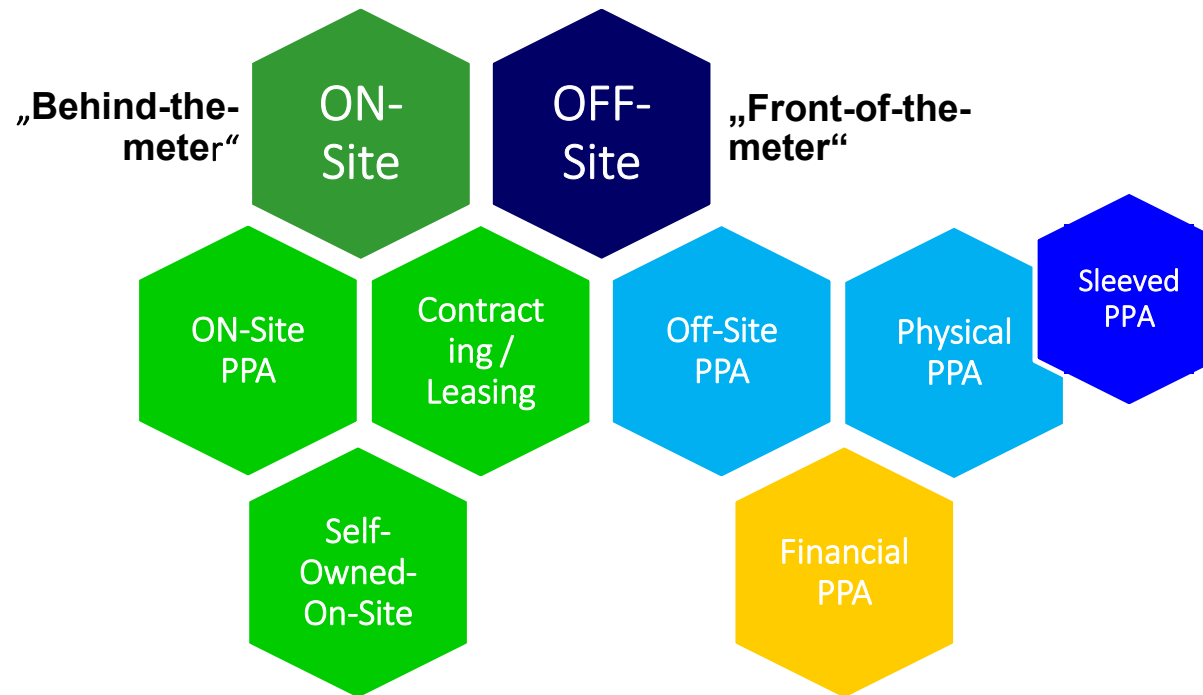 „Behind-the-
meter“
ON-
Site
OFF-
Site
„Front-of-the-
meter“
ON-Site
PPA
Contract
ing /
Leasing
Off-Site
PPA
Physical
PPA
Sleeved
PPA
Self-
Owned-
On-Site
Financial
PPA